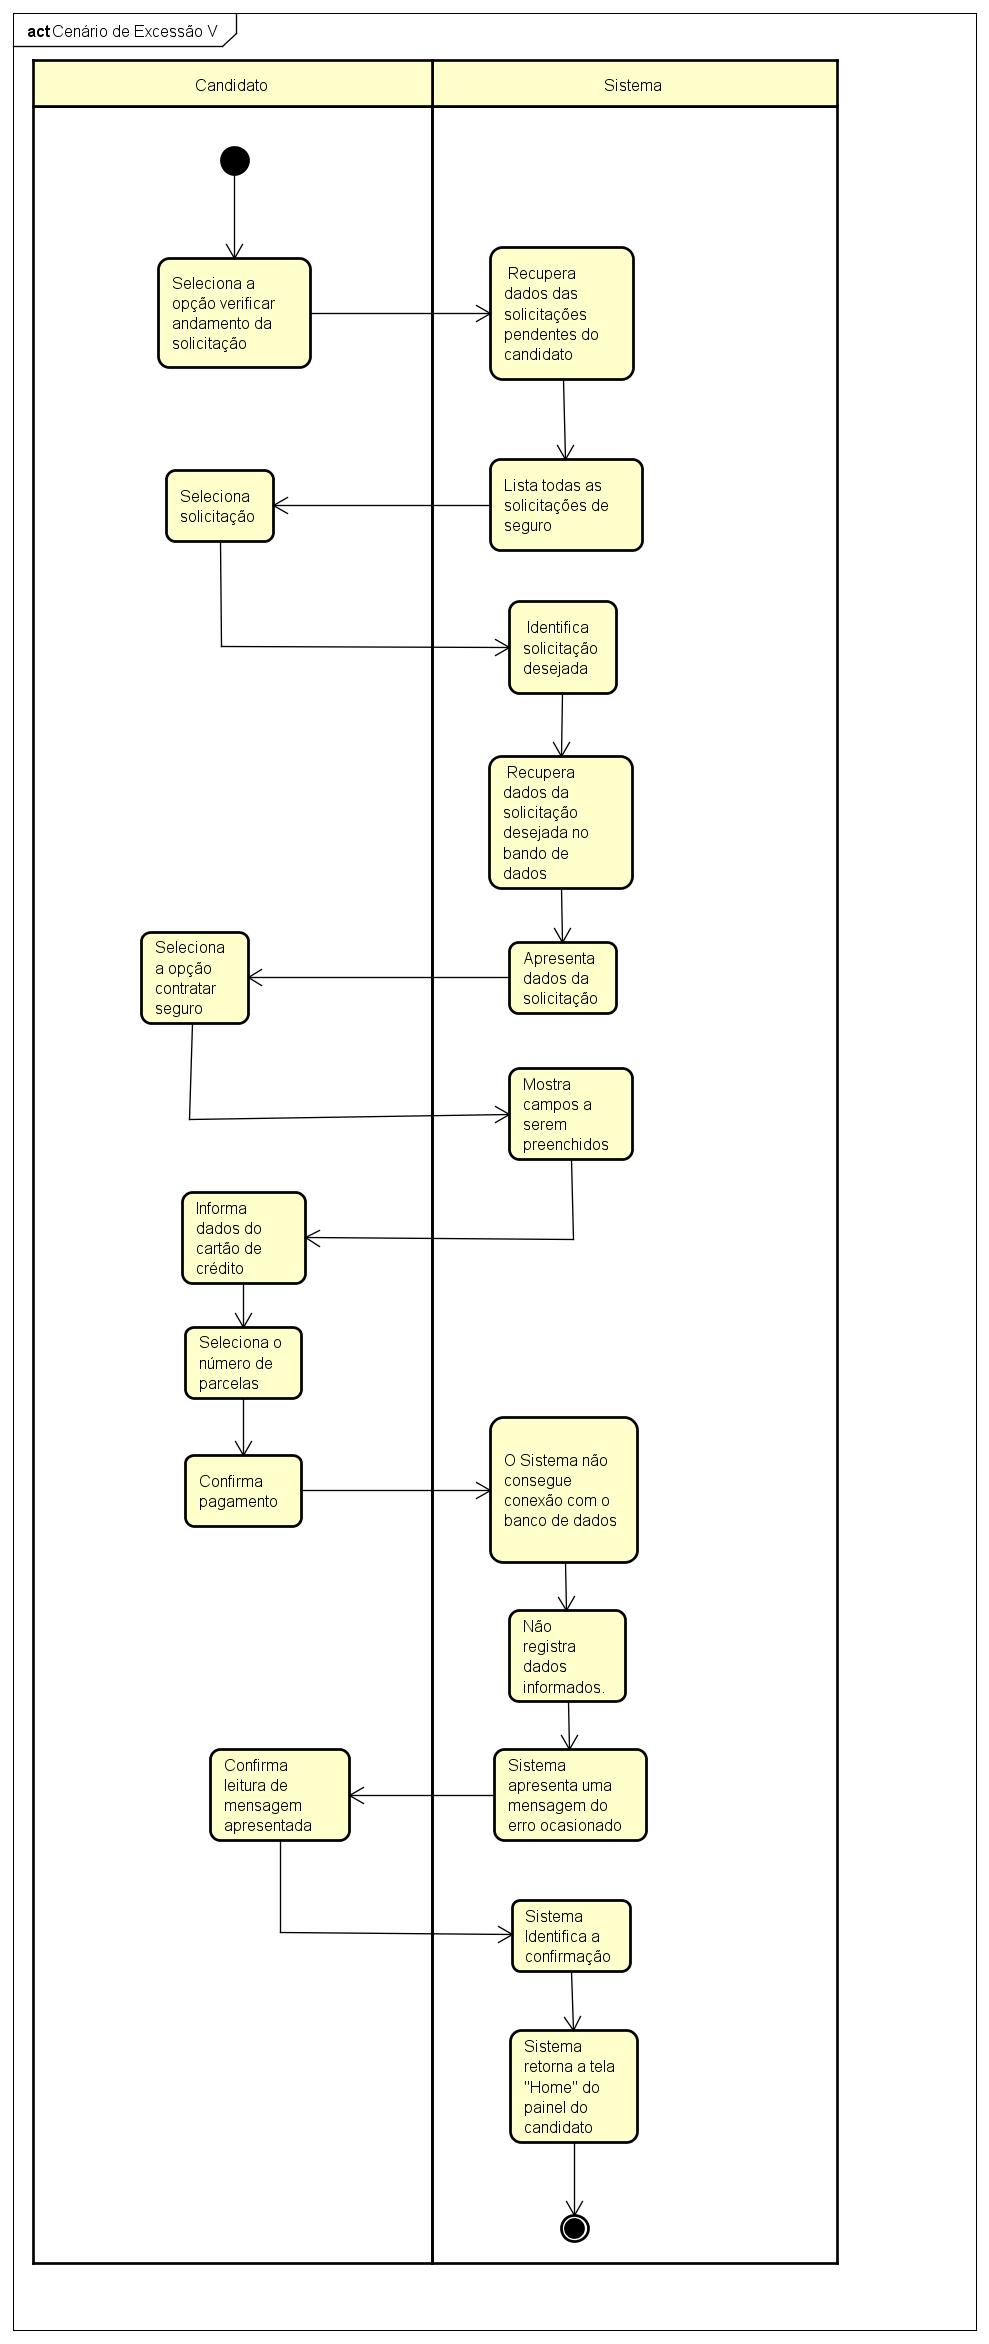 act Cenário de Excessão V
Candidato
Sistema
Seleciona a
opção verificar
andamento da
solicitação
Recupera
dados das
solicitações
pendentes do
candidato
Lista todas as
solicitações de
seguro
Seleciona
solicitação
Identifica
solicitação
desejada
Recupera
dados da
solicitação
desejada no
bando de
dados
Apresenta
dados da
solicitação
Seleciona
a opção
contratar
seguro
Mostra
campos a
serem
preenchidos
Informa
dados do
cartão de
crédito
Seleciona o
número de
parcelas
Confirma
pagamento
O Sistema não
consegue
conexão com o
banco de dados
Não
registra
dados
informados.
Sistema
apresenta uma
mensagem do
erro ocasionado
Confirma
leitura de
mensagem
apresentada
Sistema
Identifica a
confirmação
Sistema
retorna a tela
"Home" do
painel do
candidato